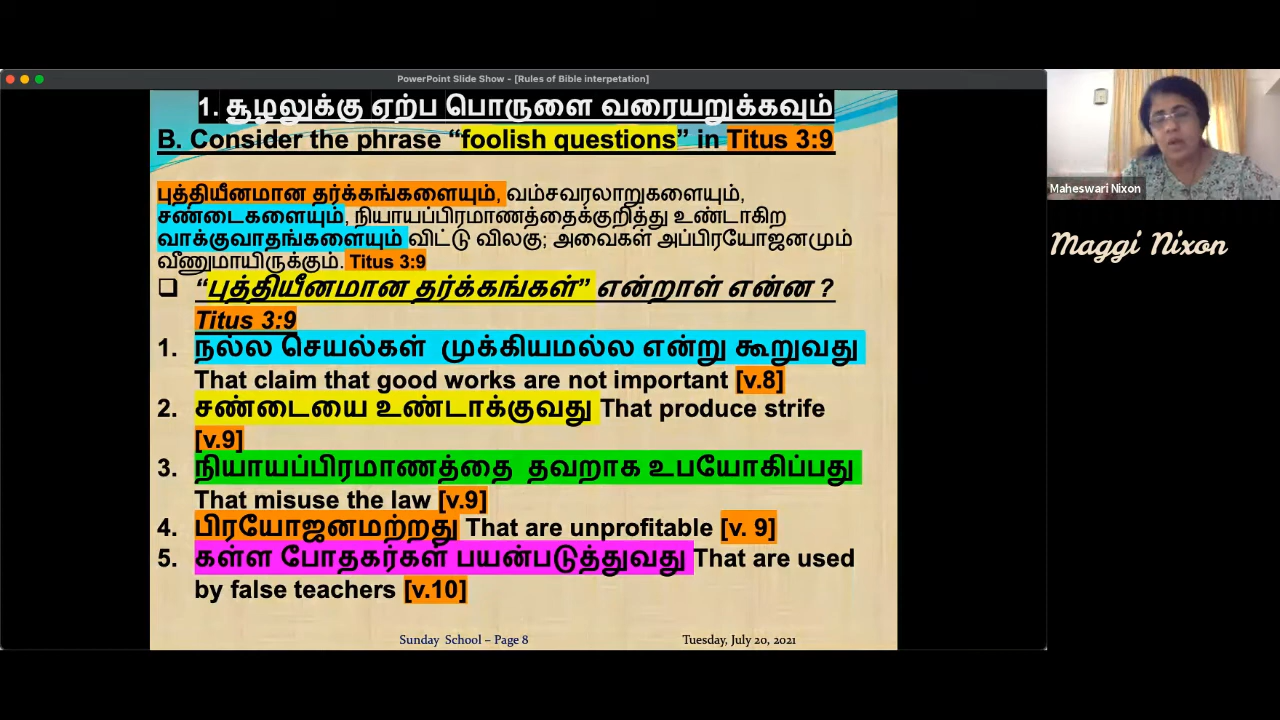 PowerPoint Slide Show - [Rules of Bible interpetation]
1. சூழலுக்கு ஏற்ப பொருளை வரையறுக்கவும்
B. Consider the phrase “foolish questions” in Titus 3:9
புத்தியீனமான தர்க்கங்களையும், வம்சவரலாறுகளையும்,
சண்டைகளையும், நியாயப்பிரமாணத்தைக்குறித்து உண்டாகிற
வாக்குவாதங்களையும் விட்டு விலகு; அவைகள் அப்பிரயோஜனமும்
வீணுமாயிருக்கும். Titus 3:9
❑ “புத்தியீனமான தர்க்கங்கள்” என்றாள் என்ன ?
Titus 3:9
1. நல்ல செயல்கள் முக்கியமல்ல என்று கூறுவது
That claim that good works are not important [v.8]
2. சண்டையை உண்டாக்குவது That produce strife
[v.9]
3. நியாயப்பிரமாணத்தை தவறாக உபயோகிப்பது
That misuse the law [v.9]
4. பிரயோஜனமற்றது That are unprofitable [v. 9]
5. கள்ள போதகர்கள் பயன்படுத்துவது That are used
by false teachers [v.10]
Sunday School – Page 8
Tuesday, July 20, 2021
Maheswari Nixon
Maggi Nixon